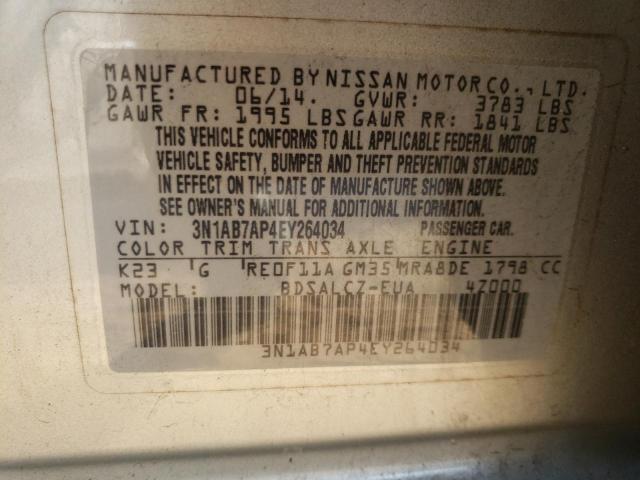 MANUFACTURED BY NISSAN MOTOR CO., LTD.
DATE: 06/14. GVWR: 3783 LBS
GAWR FR: 1995 LBS GAWR RR: 1841 LBS
THIS VEHICLE CONFORMS TO ALL APPLICABLE FEDERAL MOTOR
VEHICLE SAFETY, BUMPER AND THEFT PREVENTION STANDARDS
IN EFFECT ON THE DATE OF MANUFACTURE SHOWN ABOVE.
SEE OWNER'S MANUAL FOR ADDITIONAL INFORMATION.
VIN: 3N1AB7AP4EY264034 PASSENGER CAR.
COLOR TRIM TRANS AXLE ENGINE
K23 G RE0F11A GM35 MRA8DE 1798 CC
MODEL: BDSALCZ-EUA 4Z000
3N1AB7AP4EY264034